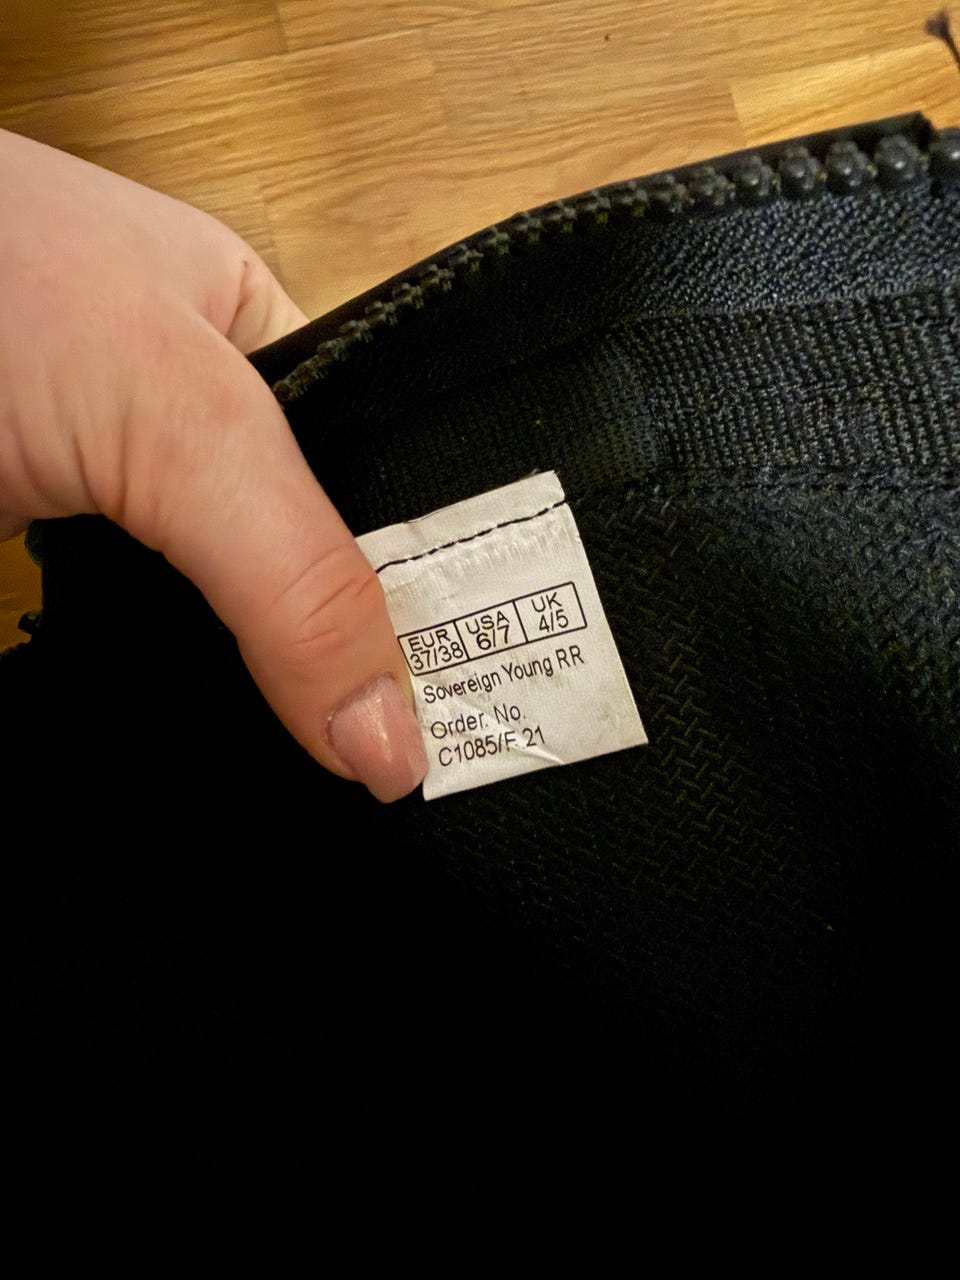 EUR USA UK
37/38 6/7 4/5
Sovereign Young RR
Order. No.
C1085/F. 21